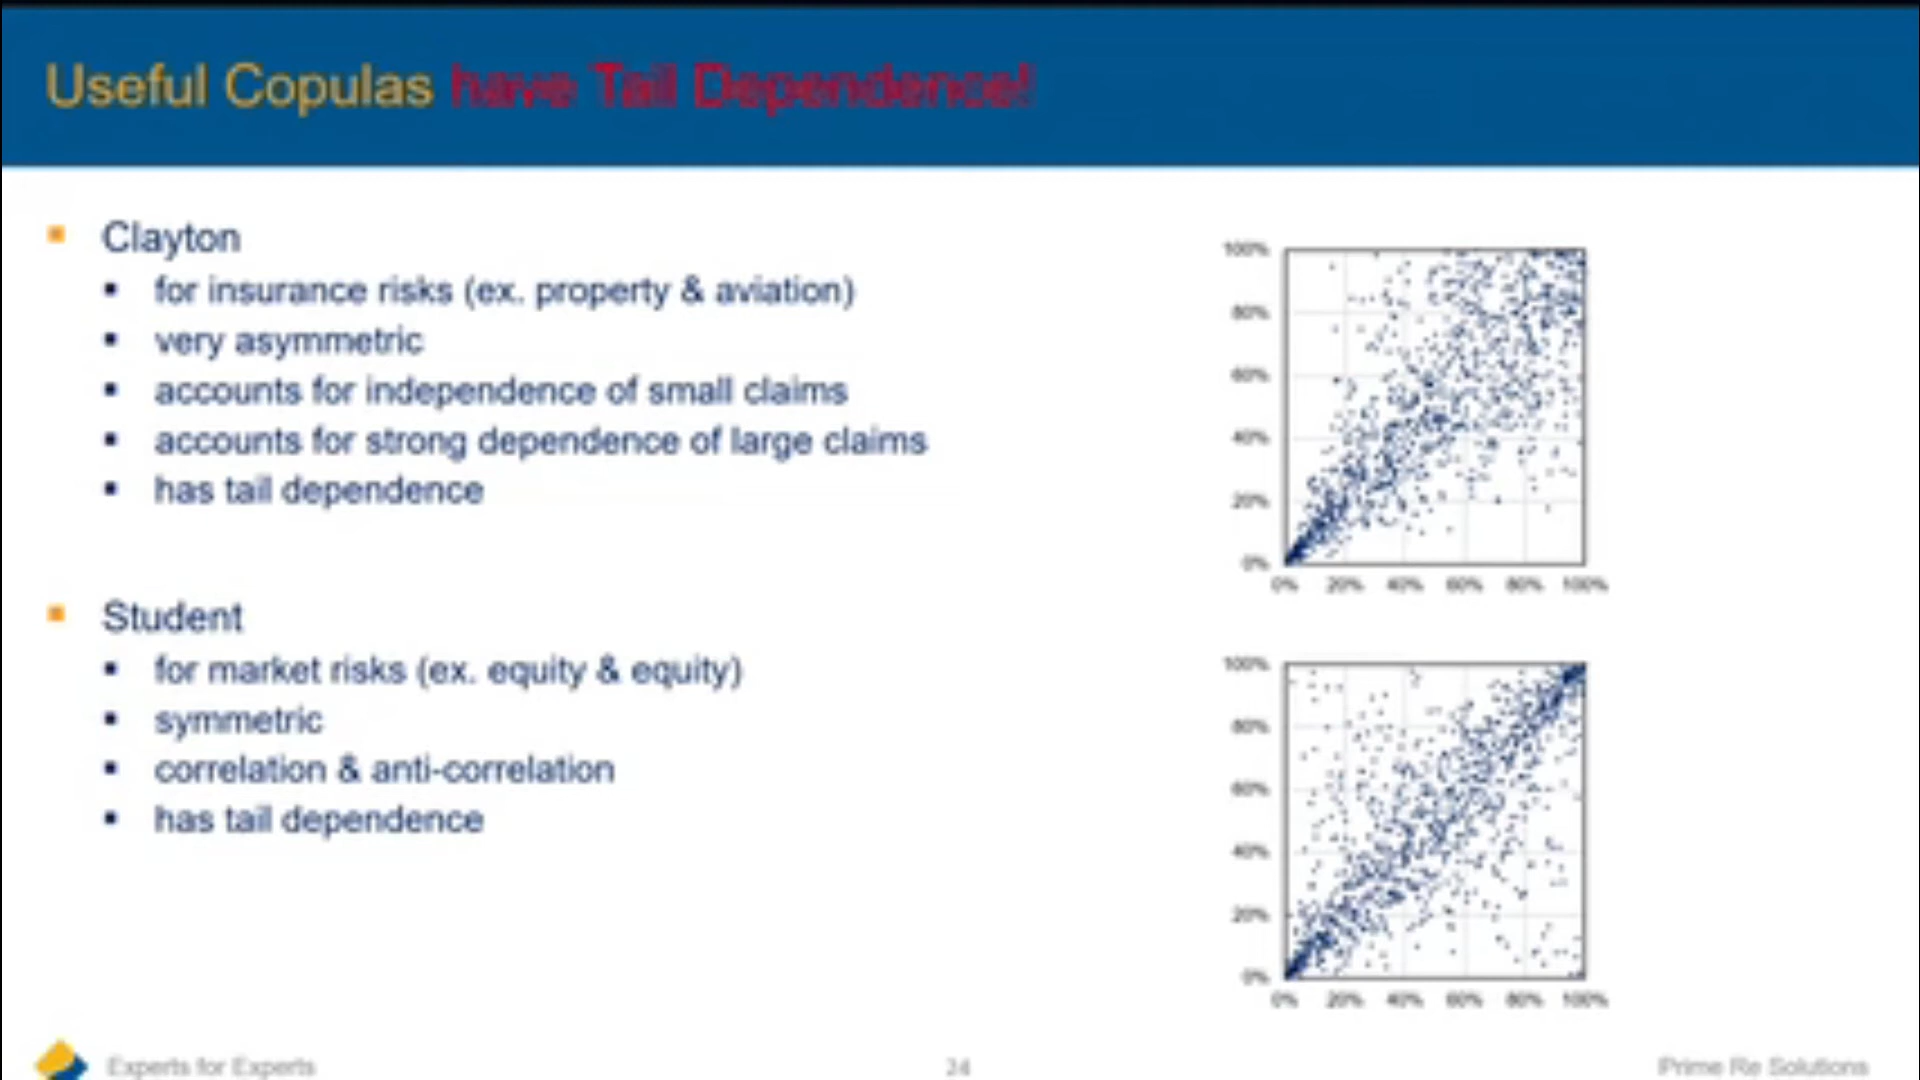 Useful Copulas have Tail Dependence!
Clayton
for insurance risks (ex. property & aviation)
very asymmetric
accounts for independence of small claims
accounts for strong dependence of large claims
has tail dependence
100%
80%
60%
40%
20%
0%
0% 20% 40% 60% 80% 100%
Student
for market risks (ex. equity & equity)
symmetric
correlation & anti-correlation
has tail dependence
100%
80%
60%
40%
20%
0%
0% 20% 40% 60% 80% 100%
Experts for Experts
24
Prime Re Solutions